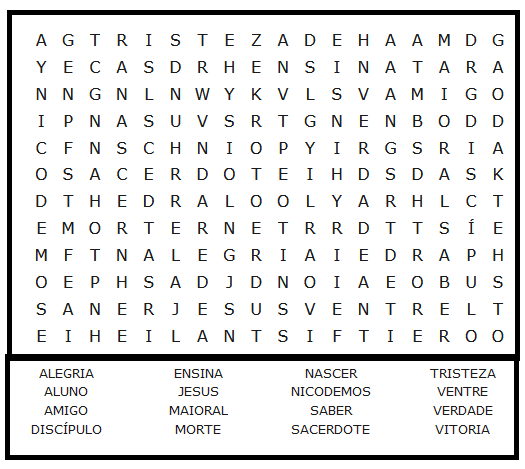 A G T R I S T E Z A D E H A A M D G
Y E C A S D R H E N S I N A T A R A
N N G N L N W Y K V L S V A M I G O
I P N A S U V S R T G N E N B O D D
C F N S C H N I O P Y I R G S R I A
O S A C E R D O T E I H D S D A S K
D T H E D R A L O O L Y A R H L C T
E M O R T E R N E T R R D T T S Í E
M F T N A L E G R I A I E D R A P H
O E P H S A D J D N O I A E O B U S
S A N E R J E S U S V E N T R E L T
E I H E I L A N T S I F T I E R O O
ALEGRIA ENSINA NASCER TRISTEZA
ALUNO JESUS NICODEMOS VENTRE
AMIGO MAIORAL SABER VERDADE
DISCÍPULO MORTE SACERDOTE VITORIA